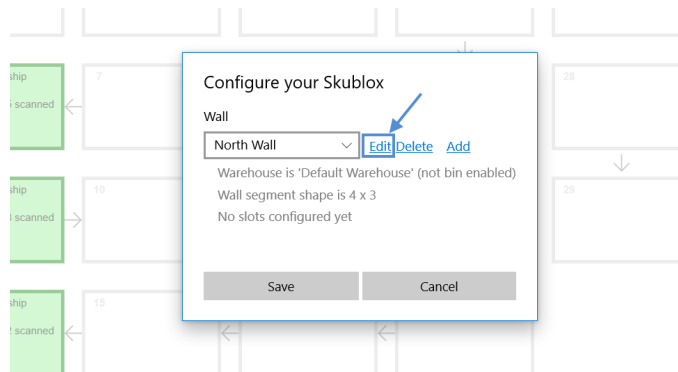 ship
7
28
scanned
Configure your Skublox
Wall
North Wall
Edit Delete Add
Warehouse is 'Default Warehouse' (not bin enabled)
Wall segment shape is 4 x 3
No slots configured yet
ship
10
29
scanned
Save
Cancel
ship
15
scanned